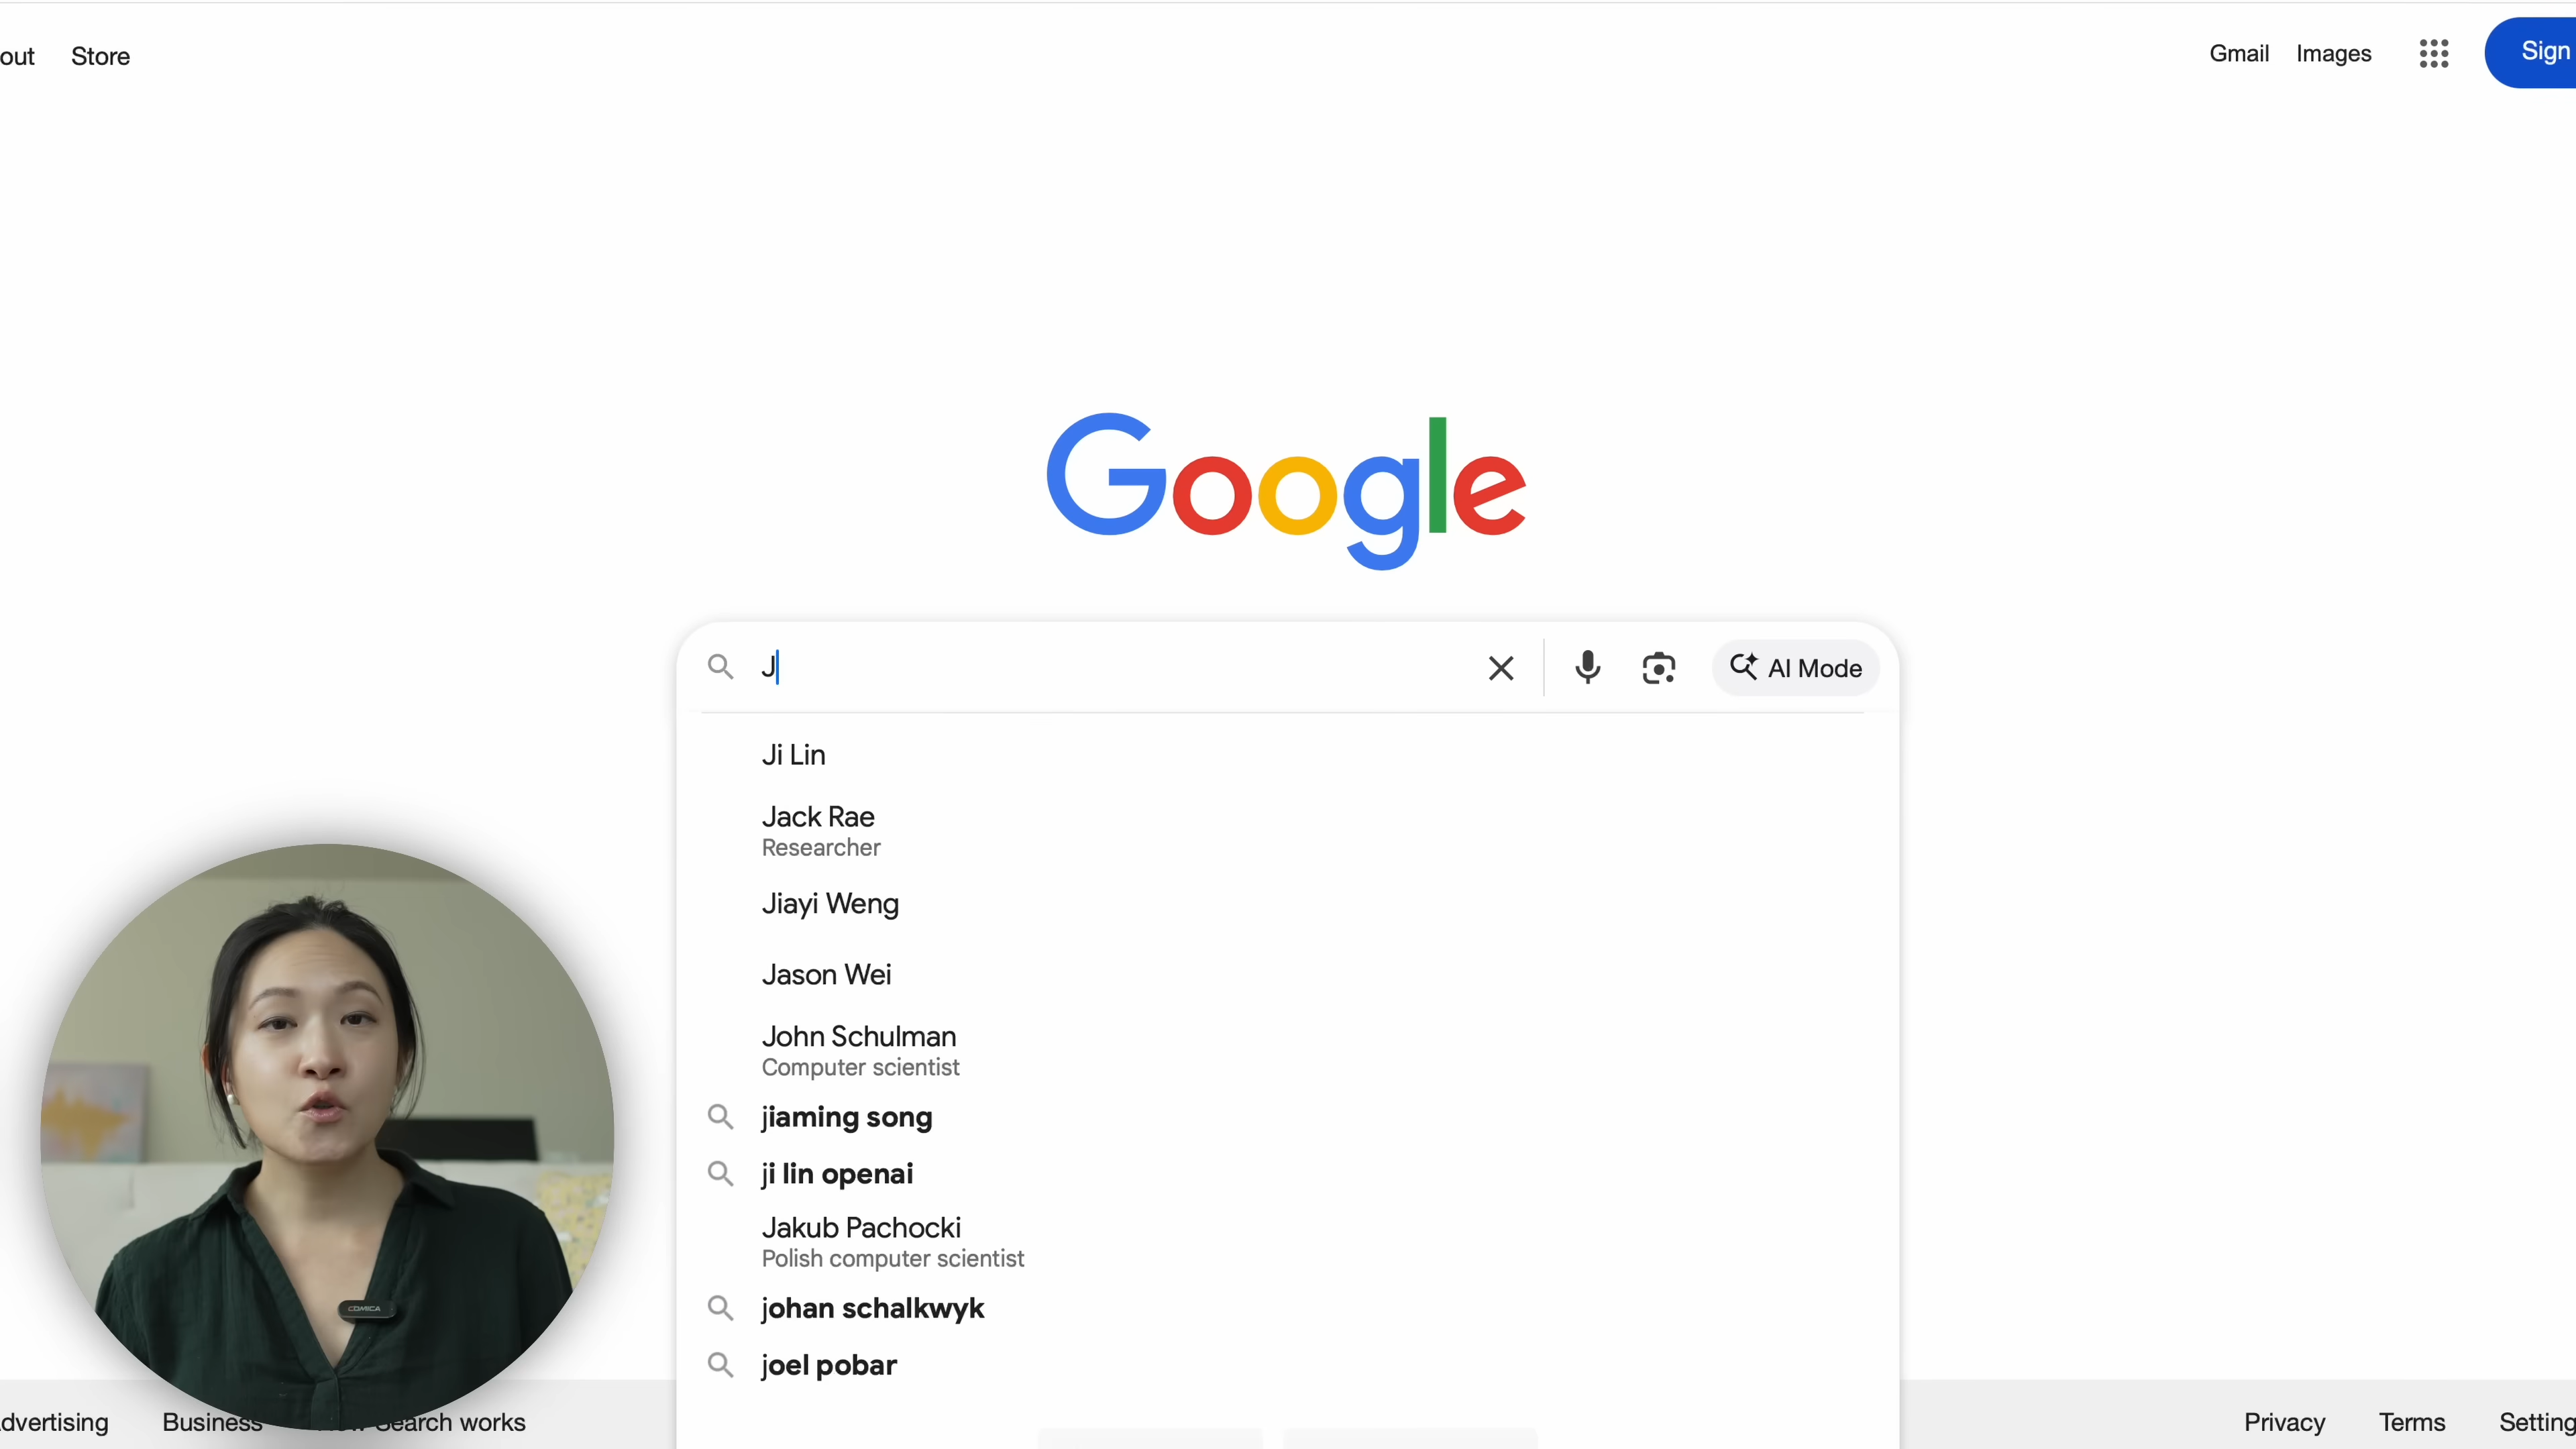 out Store
Gmail Images
Sign
Google
J
AI Mode
Ji Lin
Jack Rae
Researcher
Jiayi Weng
Jason Wei
John Schulman
Computer scientist
jiaming song
ji lin openai
Jakub Pachocki
Polish computer scientist
johan schalkwyk
joel pobar
COMICA
dvertising Business Search works
Privacy Terms Setting